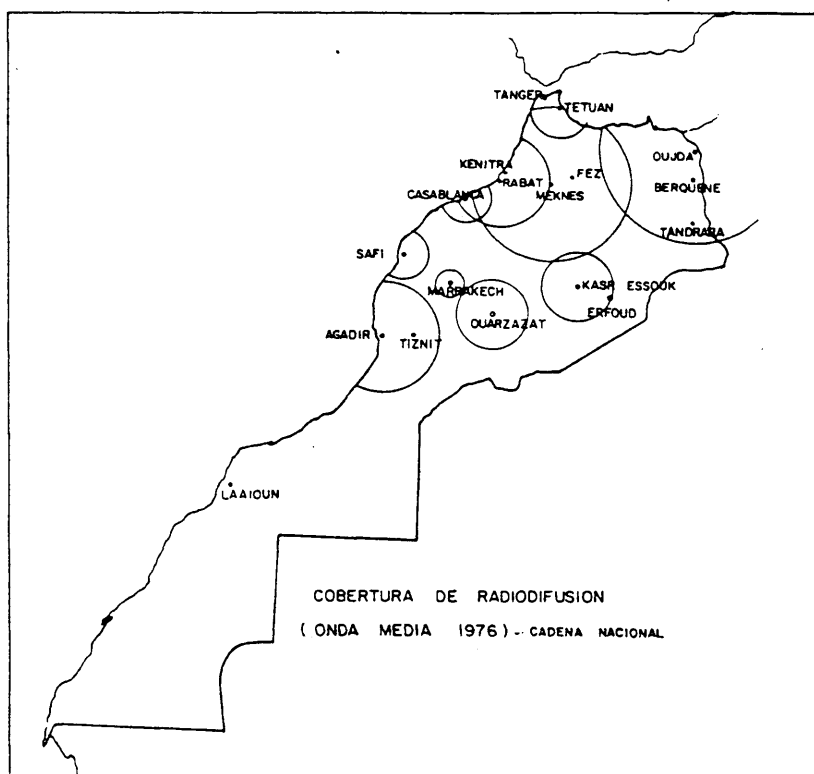 TANGER
TETUAN
OUJDA
KENITRA
RABAT
FEZ
MEKNES
BERQUENE
CASABLANCA
TANDRARA
SAFI
MARRAKECH
KASR ESSOUK
ERFOUD
OUARZAZAT
AGADIR
TIZNIT
LAAIOUN
COBERTURA DE RADIODIFUSION
(ONDA MEDIA 1976)-- CADENA NACIONAL